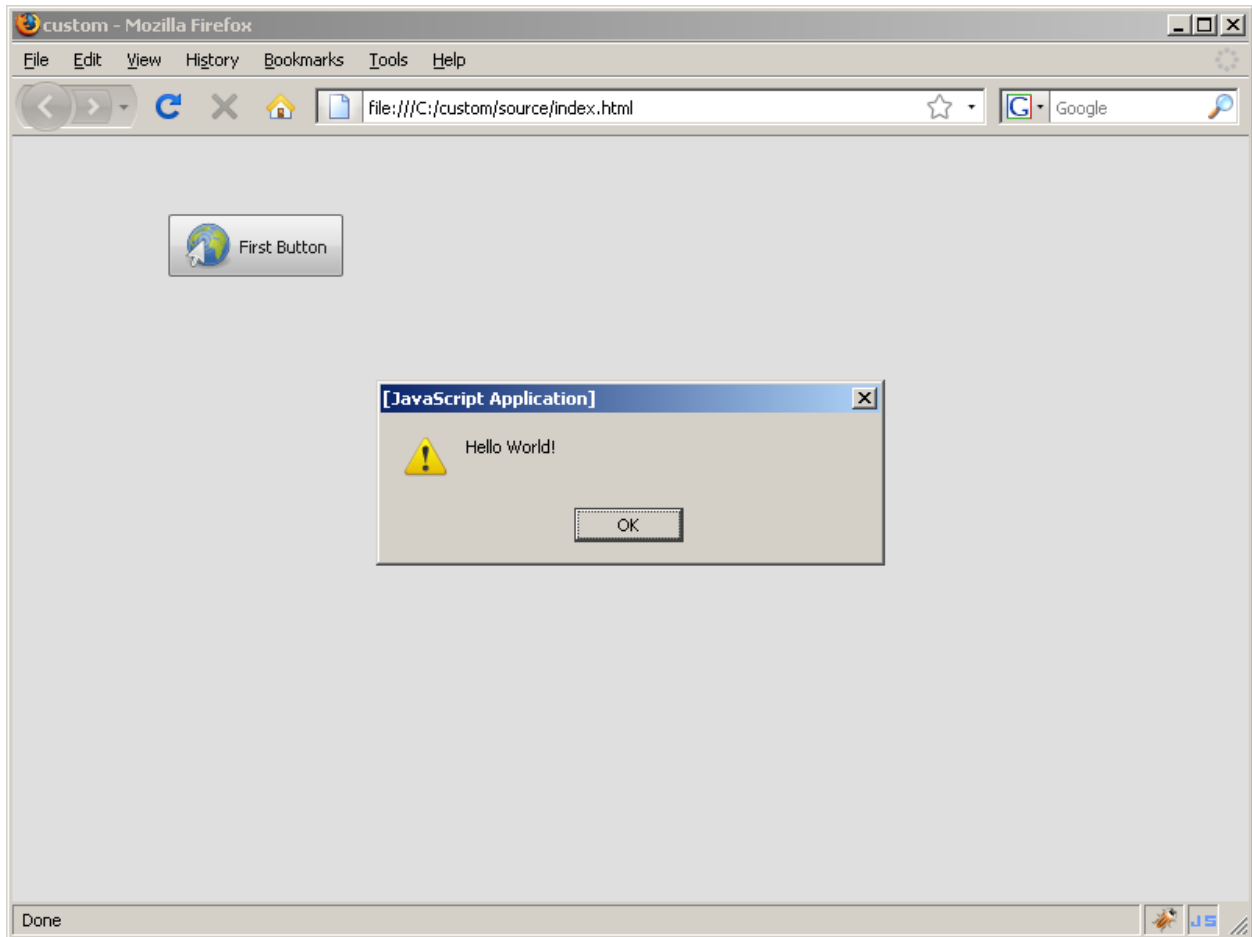 custom - Mozilla Firefox
File Edit View History Bookmarks Tools Help
file:///C:/custom/source/index.html G Google
First Button
[JavaScript Application]
Hello World!
OK
Done JS